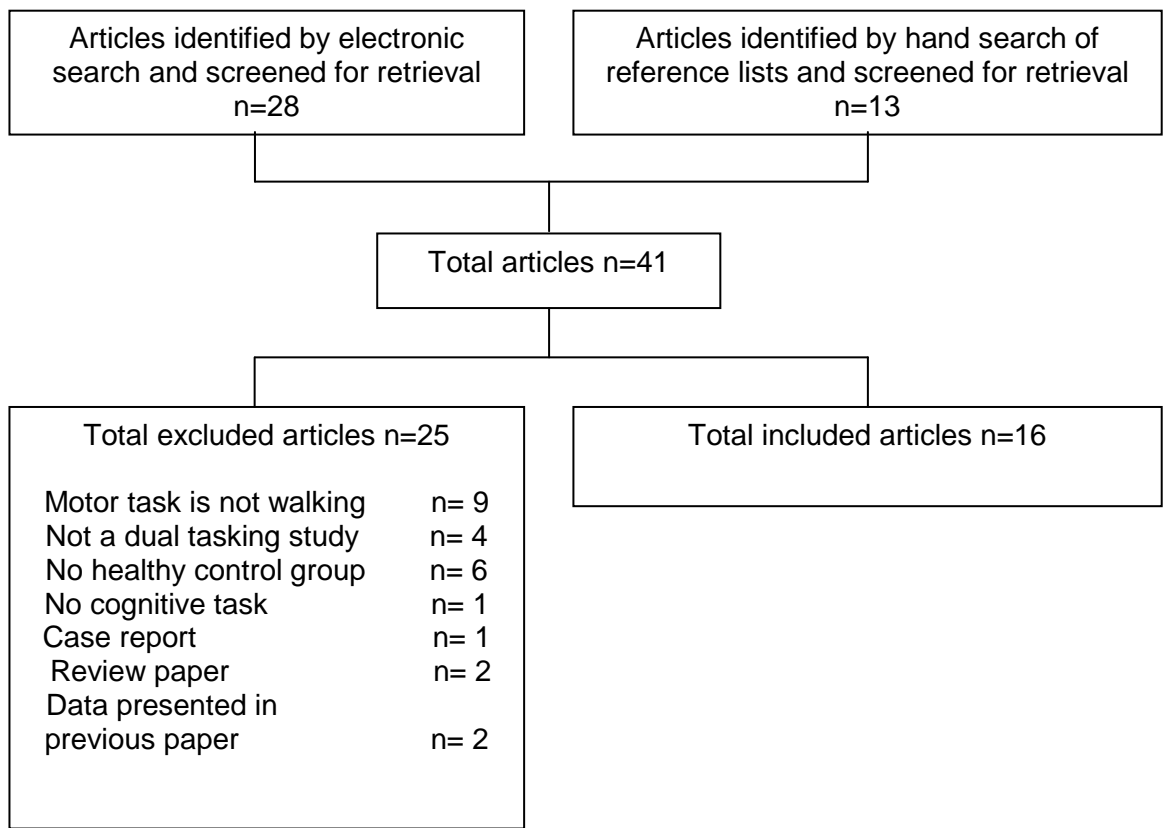 Articles identified by electronic
search and screened for retrieval
n=28
Articles identified by hand search of
reference lists and screened for retrieval
n=13
Total articles n=41
Total excluded articles n=25
Motor task is not walking n= 9
Not a dual tasking study n= 4
No healthy control group n= 6
No cognitive task n= 1
Case report n= 1
Review paper n= 2
Data presented in
previous paper n= 2
Total included articles n=16